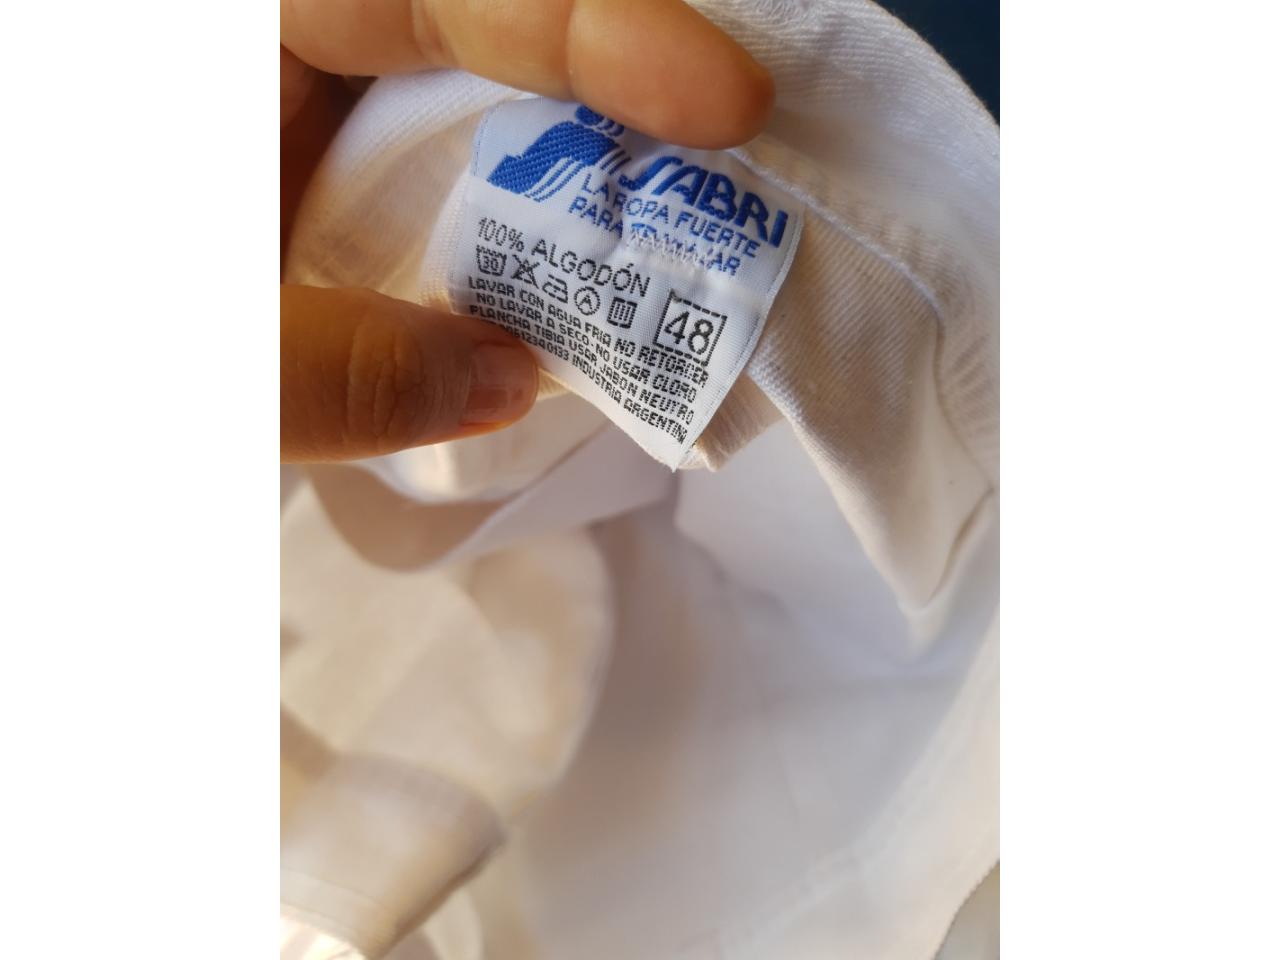 SABRI
LA ROPA FUERTE
PARA TRABAJAR
100% ALGODÓN
30 A
48
LAVAR CON AGUA FRIA NO RETORCER
NO LAVAR A SECO-NO USAR CLORO
PLANCHA TIBIA USAR JABON NEUTRO
INDUSTRIA ARGENTINA